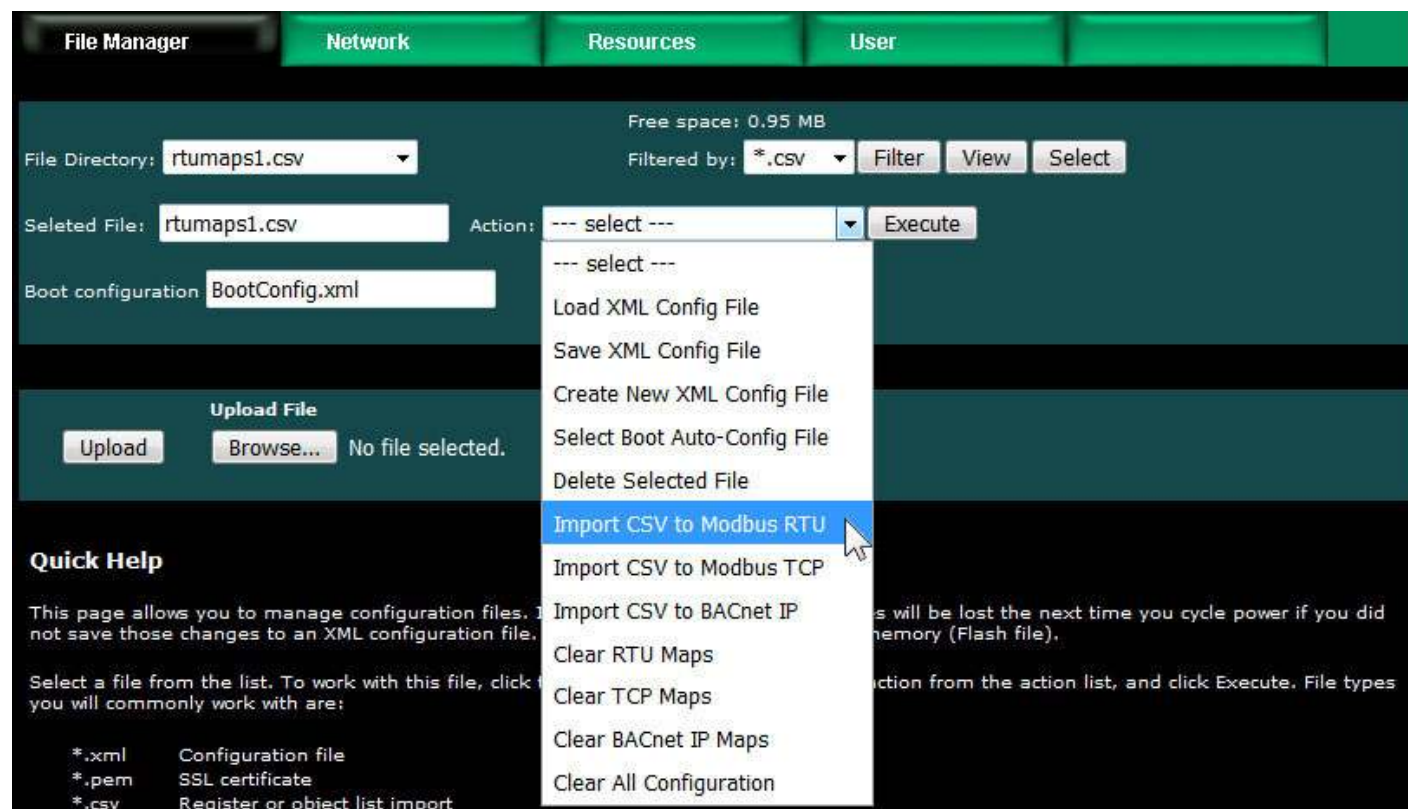 File Manager Network Resources User
Free space: 0.95 MB
File Directory: rtumaps1.csv Filtered by: *.csv Filter View Select
Seleted File: rtumaps1.csv Action: --- select --- Execute
Boot configuration BootConfig.xml
--- select ---
Load XML Config File
Save XML Config File
Create New XML Config File
Select Boot Auto-Config File
Delete Selected File
Import CSV to Modbus RTU
Import CSV to Modbus TCP
Import CSV to BACnet IP
Clear RTU Maps
Clear TCP Maps
Clear BACnet IP Maps
Clear All Configuration
Upload File
Upload Browse... No file selected.
Quick Help
This page allows you to manage configuration files. s will be lost the next time you cycle power if you did
not save those changes to an XML configuration file. memory (Flash file).
Select a file from the list. To work with this file, click ction from the action list, and click Execute. File types
you will commonly work with are:
*.xml Configuration file
*.pem SSL certificate
*.csv Register or object list import